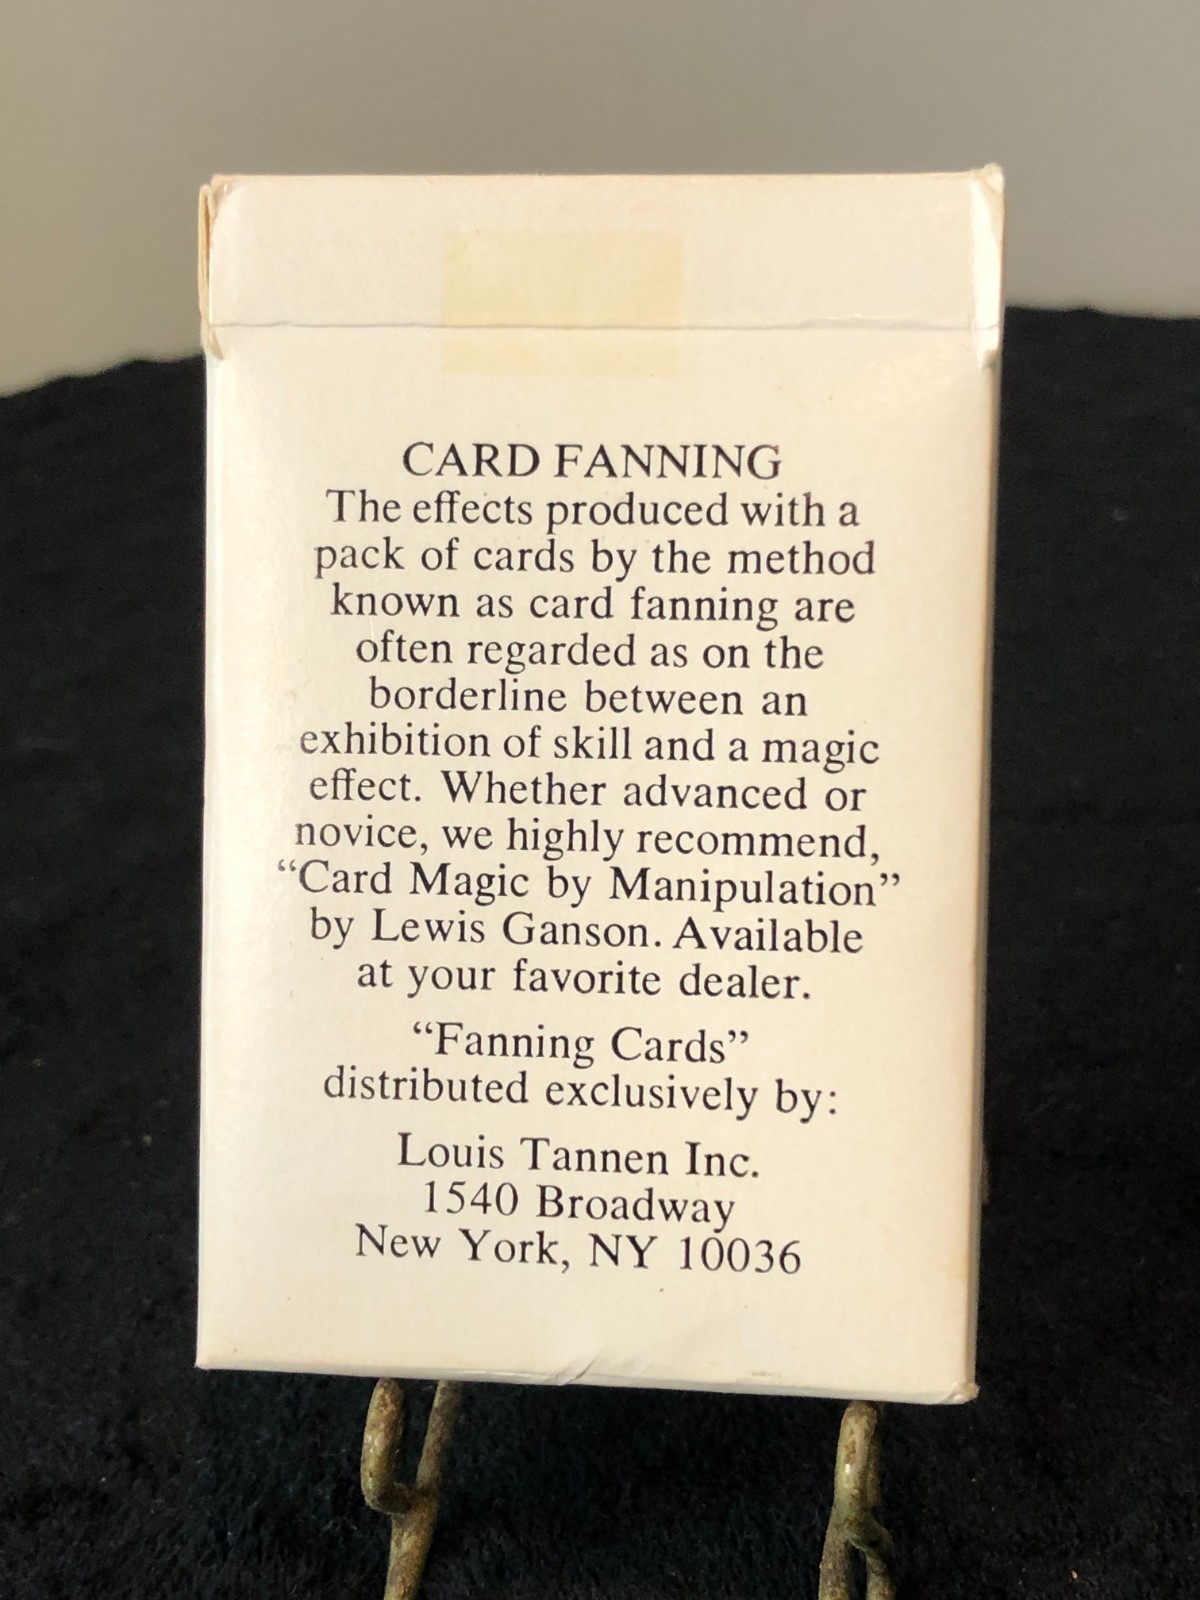 CARD FANNING
The effects produced with a
pack of cards by the method
known as card fanning are
often regarded as on the
borderline between an
exhibition of skill and a magic
effect. Whether advanced or
novice, we highly recommend,
“Card Magic by Manipulation”
by Lewis Ganson. Available
at your favorite dealer.
“Fanning Cards”
distributed exclusively by:
Louis Tannen Inc.
1540 Broadway
New York, NY 10036